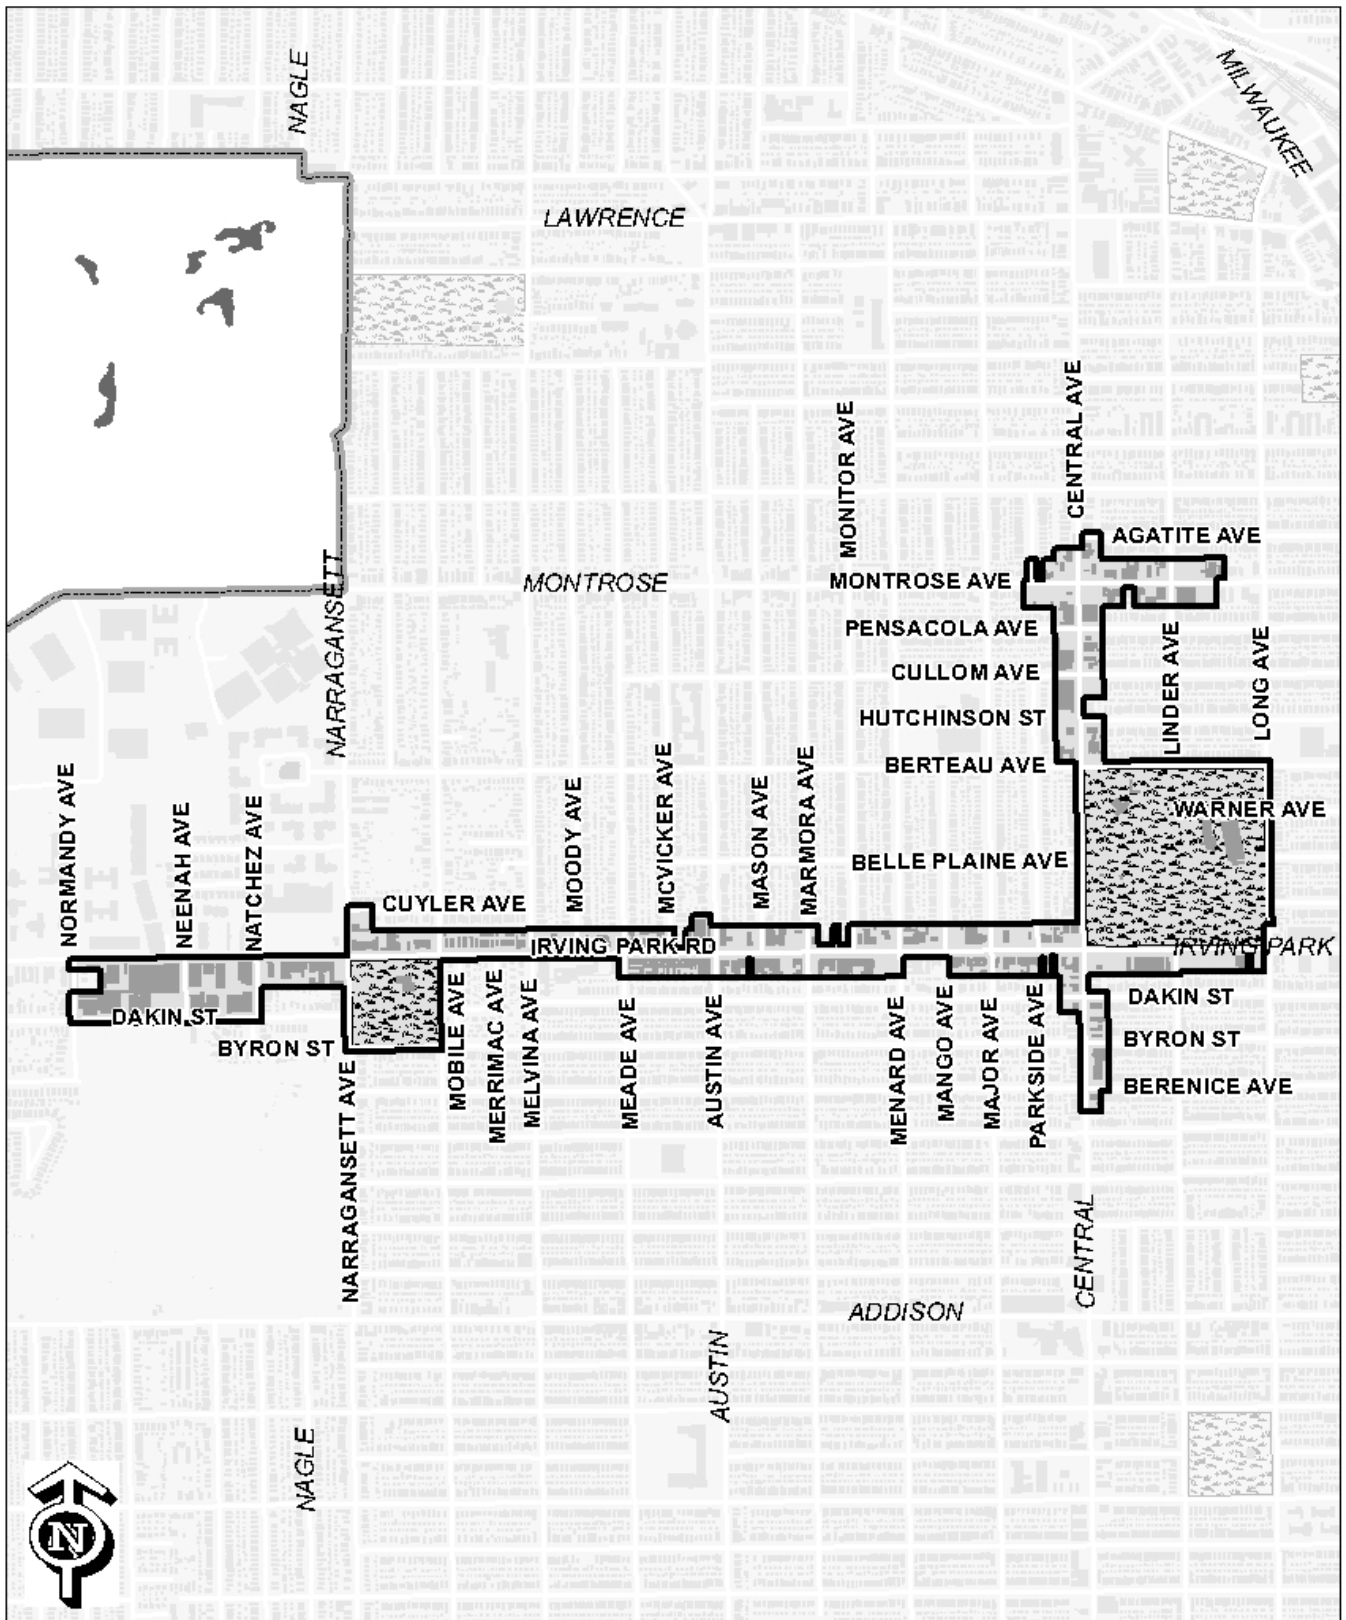 NAGLE
MILWAUKEE
LAWRENCE
CENTRAL AVE
MONITOR AVE
AGATITE AVE
NARRAGANSETT
MONTROSE
MONTROSE AVE
PENSACOLA AVE
LINDER AVE
LONG AVE
CULLOM AVE
HUTCHINSON ST
BERTEAU AVE
NORMANDY AVE
NEENAH AVE
NATCHEZ AVE
MOODY AVE
MCVICKER AVE
MASON AVE
MARMORA AVE
WARNER AVE
BELLE PLAINE AVE
CUYLER AVE
IRVING PARK RD
IRVING PARK
DAKIN ST
DAKIN ST
BYRON ST
BYRON ST
NARRAGANSETT AVE
MOBILE AVE
MERRIMAC AVE
MELVINA AVE
MEADE AVE
AUSTIN AVE
MENARD AVE
MANGO AVE
MAJOR AVE
PARKSIDE AVE
BERENICE AVE
CENTRAL
ADDISON
AUSTIN
NAGLE
N